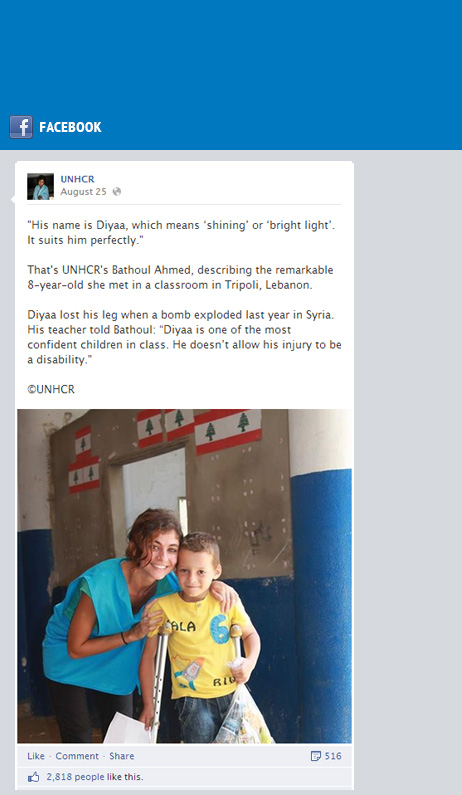 FACEBOOK
UNHCR
August 25
"His name is Diyaa, which means ‘shining’ or ‘bright light’.
It suits him perfectly."
That's UNHCR's Bathoul Ahmed, describing the remarkable
8-year-old she met in a classroom in Tripoli, Lebanon.
Diyaa lost his leg when a bomb exploded last year in Syria.
His teacher told Bathoul: “Diyaa is one of the most
confident children in class. He doesn’t allow his injury to be
a disability.”
©UNHCR
6
Like · Comment · Share
516
2,818 people like this.